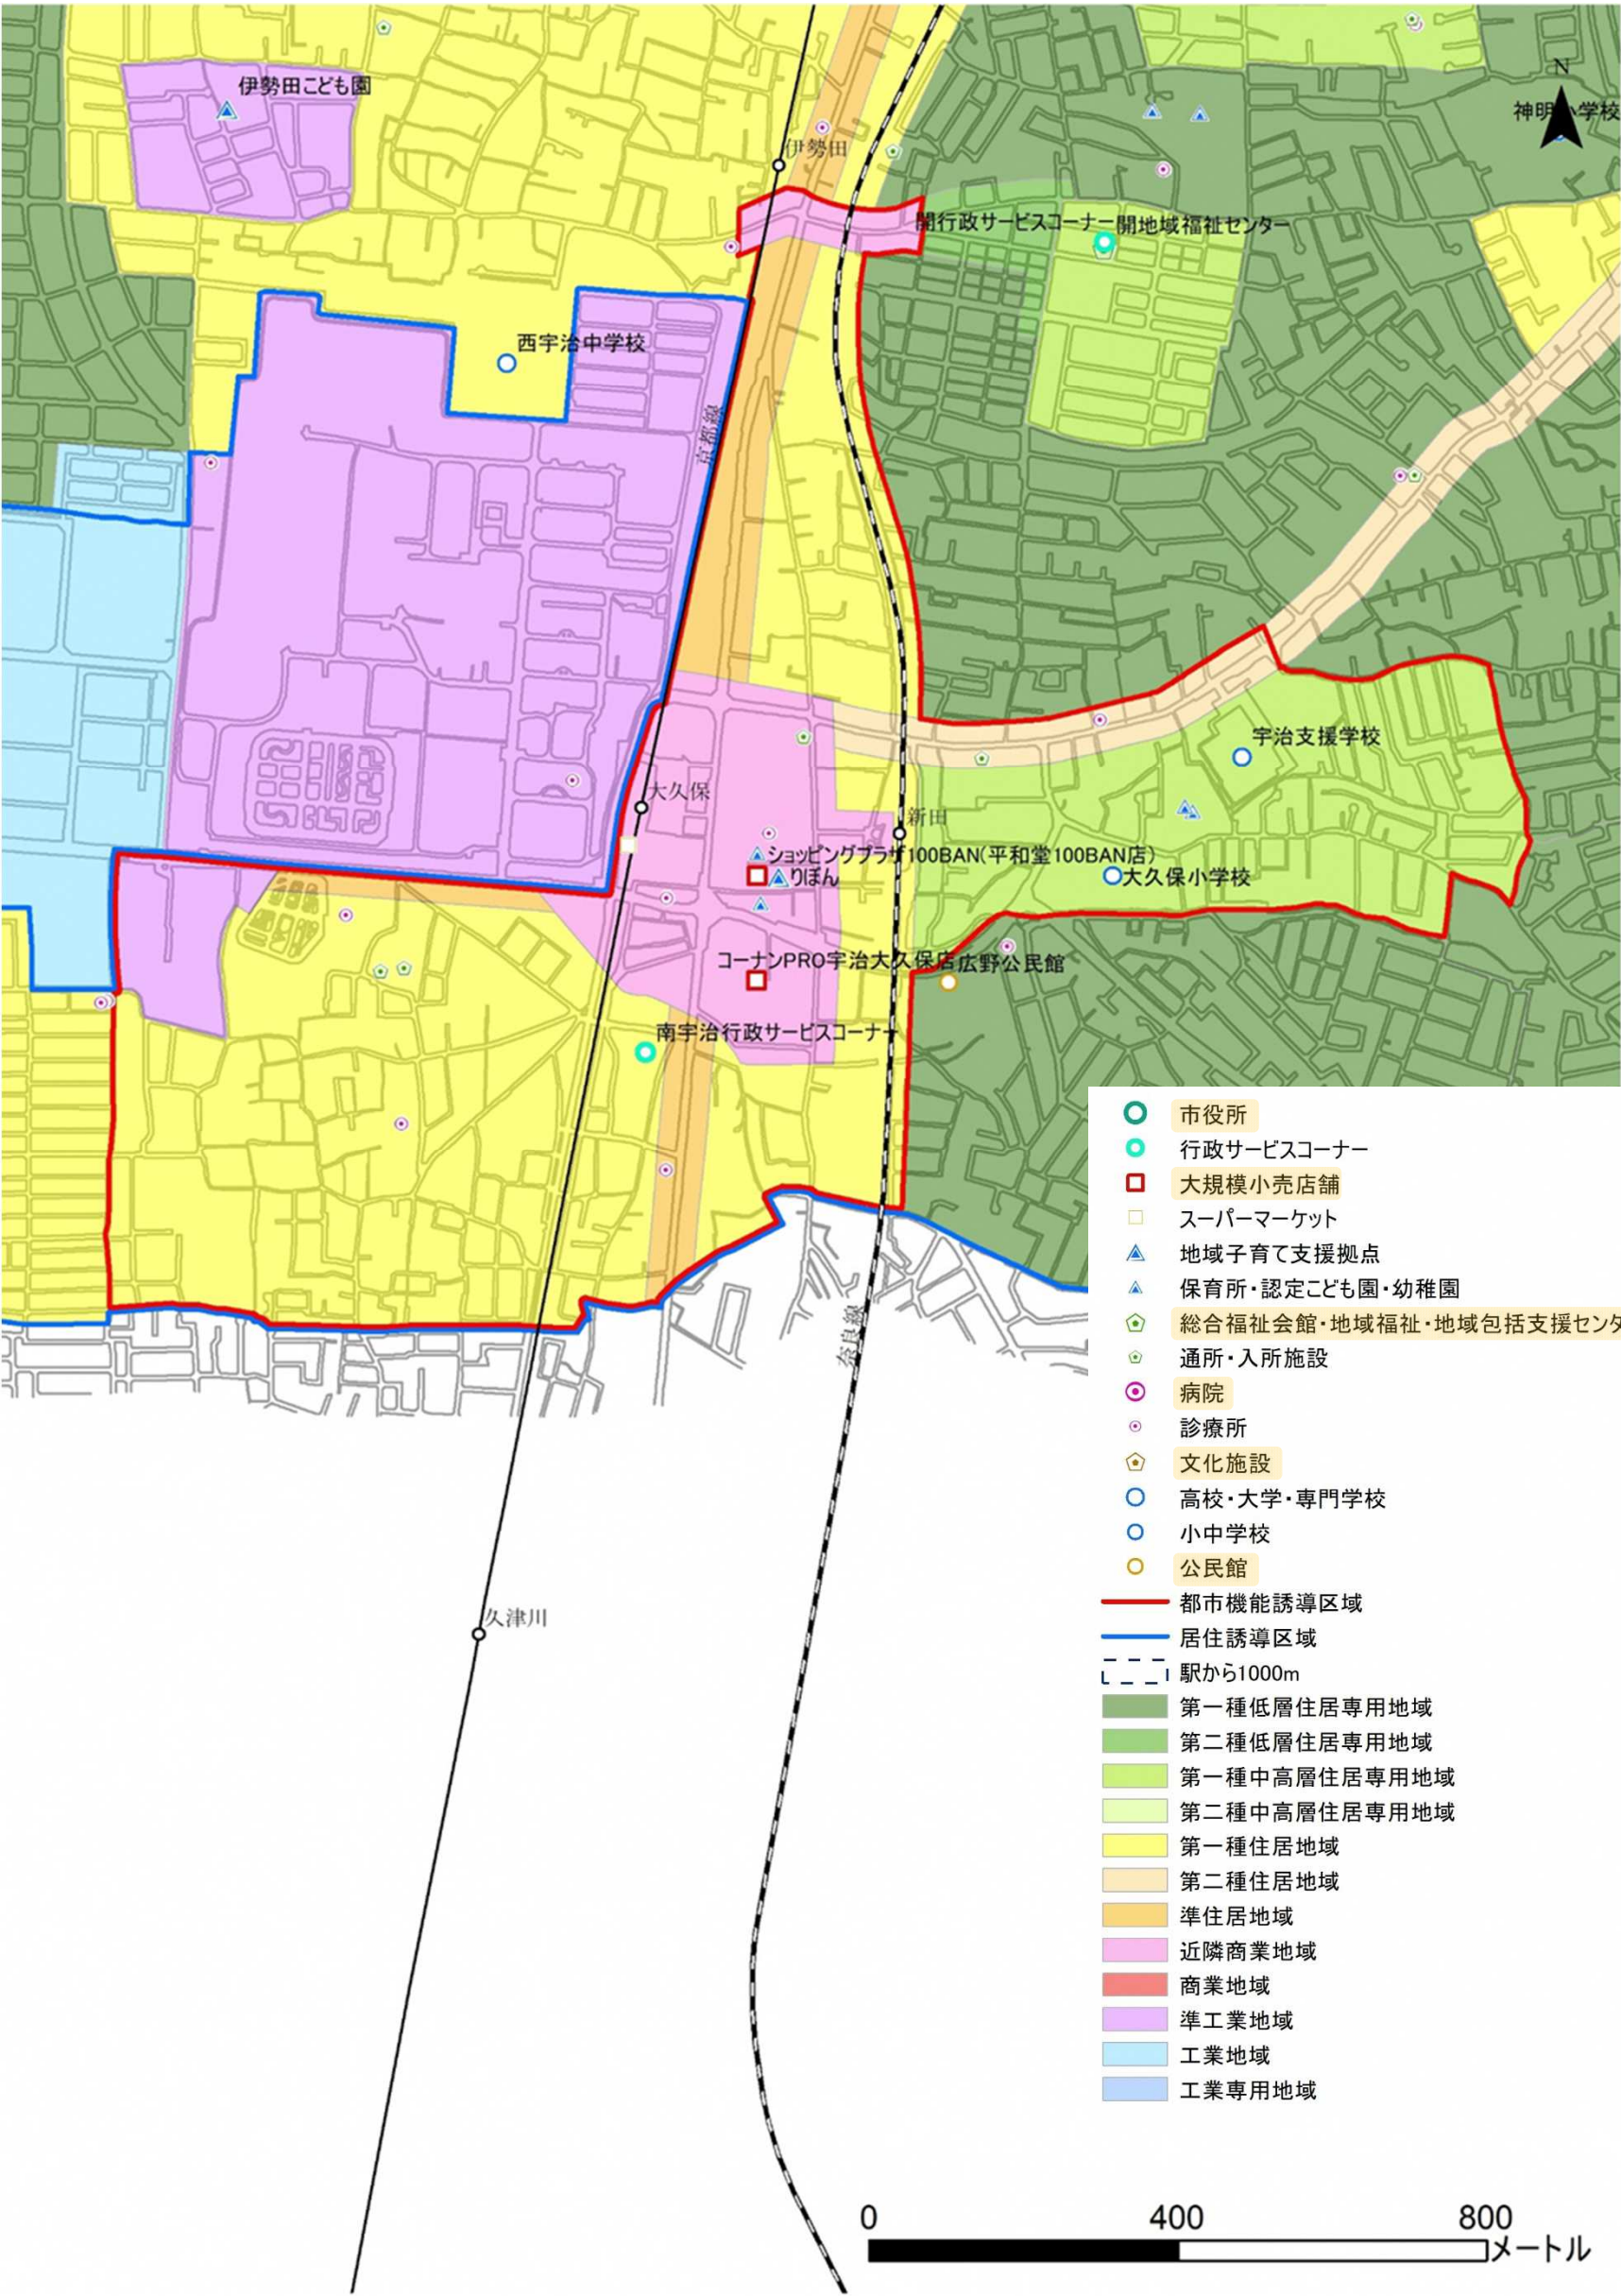 伊勢田こども園
N
神明小学校
伊勢田
開行政サービスコーナー
開地域福祉センター
西宇治中学校
京都線
宇治支援学校
大久保
新田
ショッピングプラザ100BAN(平和堂100BAN店)
りぼん
大久保小学校
コーナンPRO宇治大久保店
広野公民館
南宇治行政サービスコーナー
奈良線
久津川
市役所
行政サービスコーナー
大規模小売店舗
スーパーマーケット
地域子育て支援拠点
保育所・認定こども園・幼稚園
総合福祉会館・地域福祉・地域包括支援センタ
通所・入所施設
病院
診療所
文化施設
高校・大学・専門学校
小中学校
公民館
都市機能誘導区域
居住誘導区域
駅から1000m
第一種低層住居専用地域
第二種低層住居専用地域
第一種中高層住居専用地域
第二種中高層住居専用地域
第一種住居地域
第二種住居地域
準住居地域
近隣商業地域
商業地域
準工業地域
工業地域
工業専用地域
0 400 800
メートル